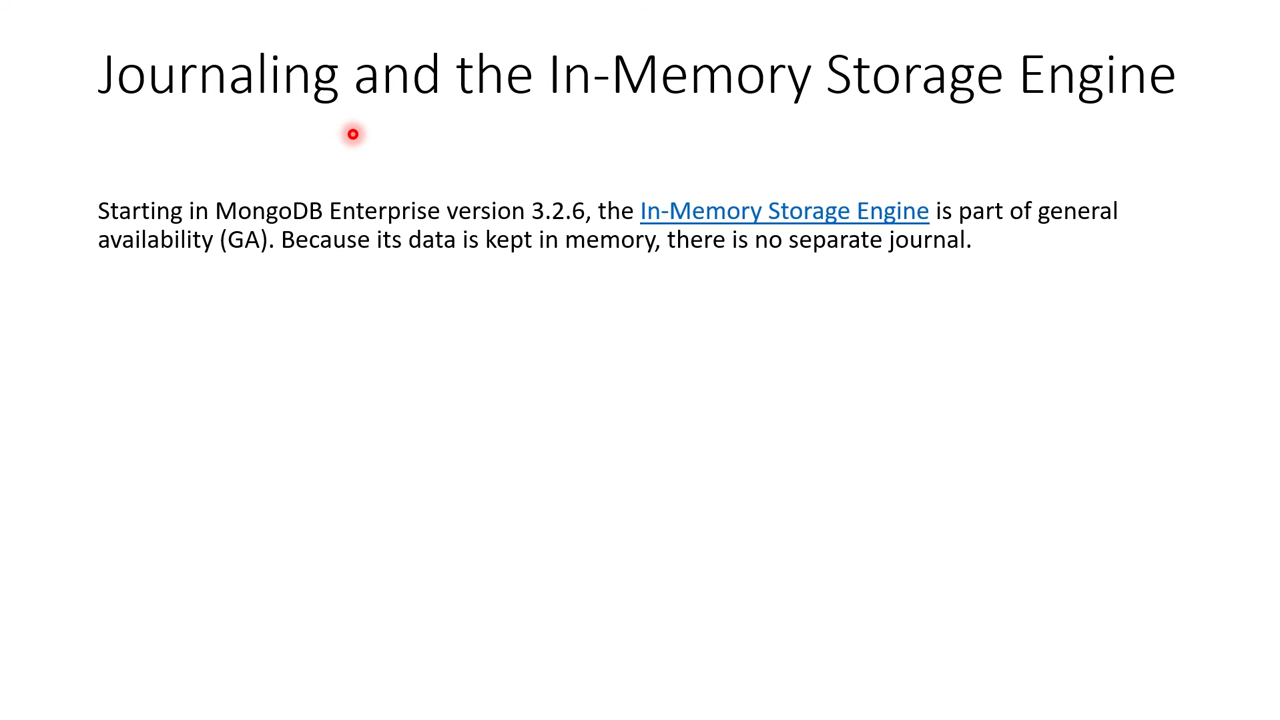 Journaling and the In-Memory Storage Engine
Starting in MongoDB Enterprise version 3.2.6, the In-Memory Storage Engine is part of general
availability (GA). Because its data is kept in memory, there is no separate journal.